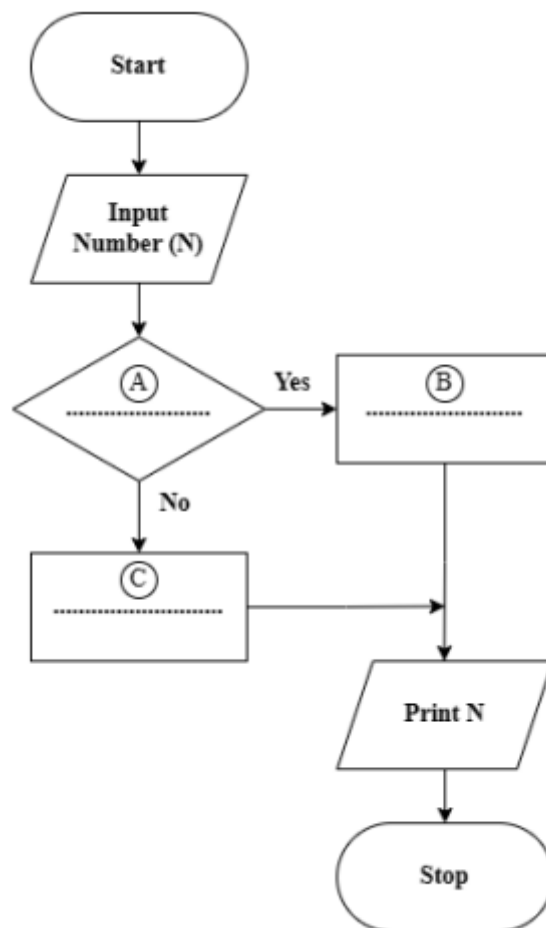 Start
Input
Number (N)
A
Yes
B
No
C
Print N
Stop